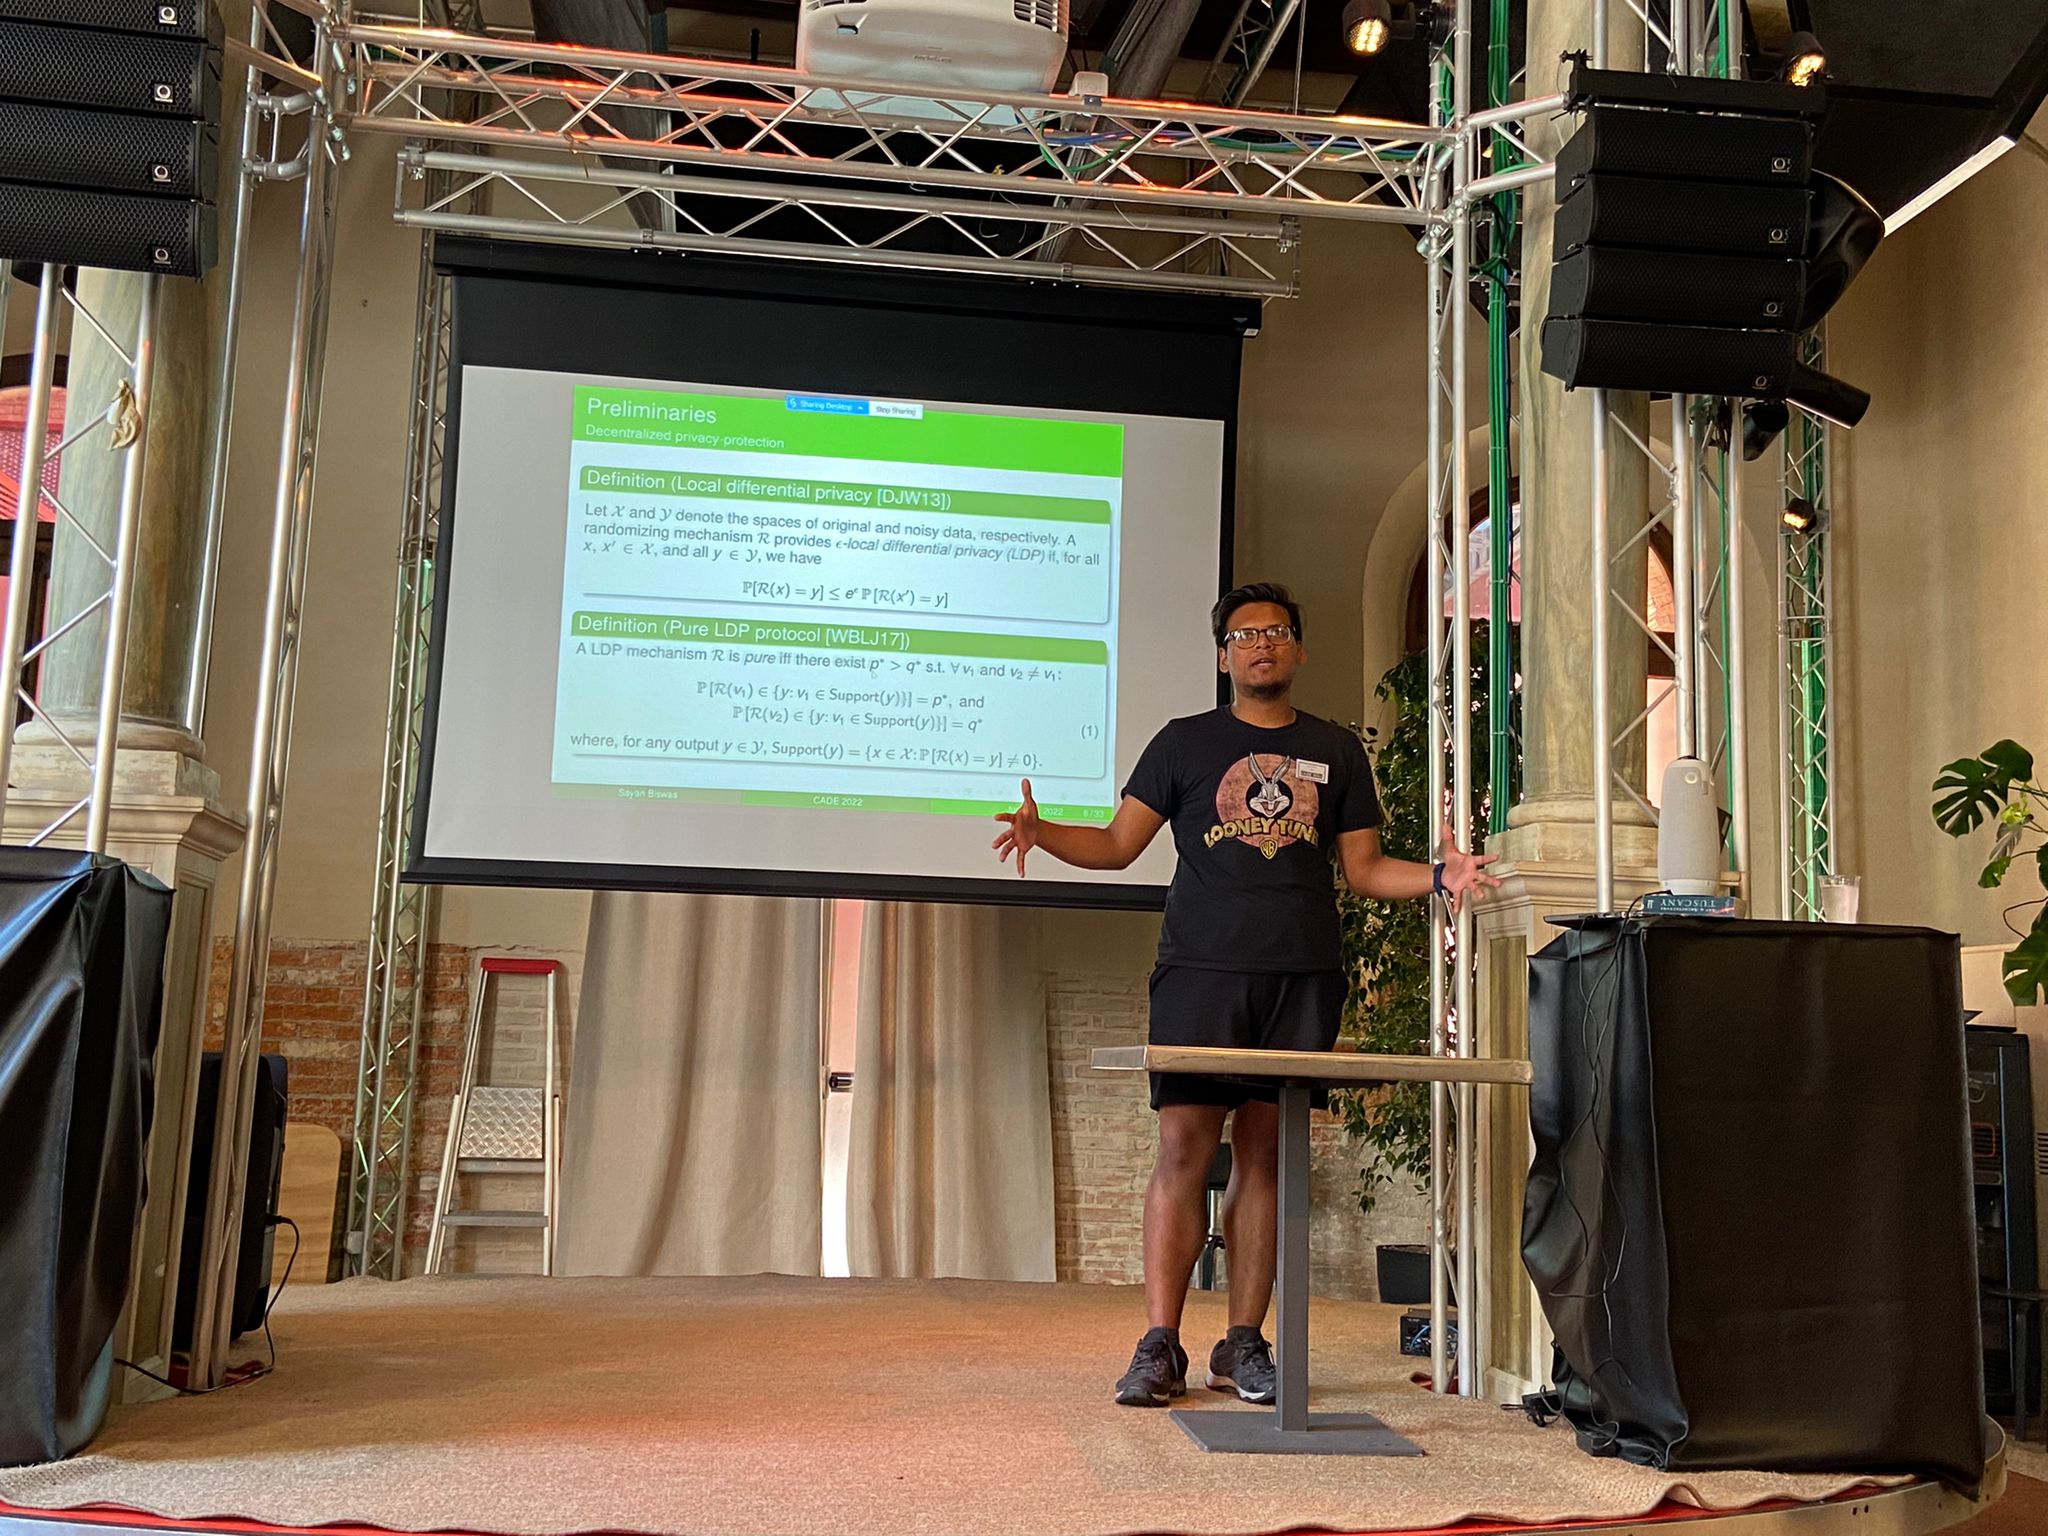 Sharing Desktop Stop Sharing
Preliminaries
Decentralized privacy-protection
Definition (Local differential privacy [DJW13])
Let 𝒳 and 𝒴 denote the spaces of original and noisy data, respectively. A
randomizing mechanism ℛ provides ϵ-local differential privacy (LDP) if, for all
x, x′ ∈ 𝒳, and all y ∈ 𝒴, we have
ℙ[ℛ(x) = y] ≤ e^ϵ ℙ[ℛ(x′) = y]
Definition (Pure LDP protocol [WBLJ17])
A LDP mechanism ℛ is pure iff there exist p* > q* s.t. ∀ v₁ and v₂ ≠ v₁:
ℙ[ℛ(v₁) ∈ {y: v₁ ∈ Support(y)}] = p*, and
ℙ[ℛ(v₂) ∈ {y: v₁ ∈ Support(y)}] = q*
(1)
where, for any output y ∈ 𝒴, Support(y) = {x ∈ 𝒳: ℙ[ℛ(x) = y] ≠ 0}.
Sayan Biswas CADE 2022 2022 8 / 33
LOONEY TUN
WB
TUSCANY